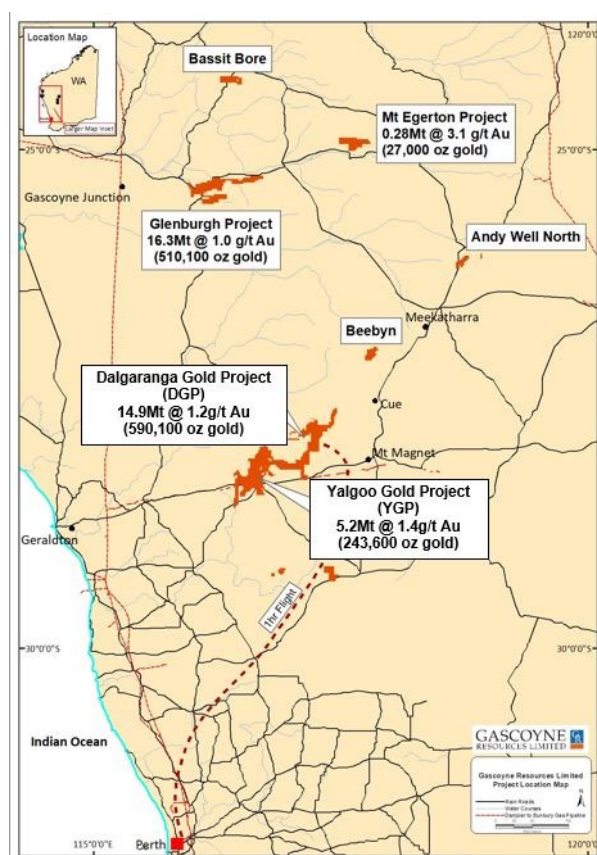 Location Map
WA
Larger Map Inset
120°0'0"
Bassit Bore
Mt Egerton Project
0.28Mt @ 3.1 g/t Au
(27,000 oz gold)
25°0'0"S
25°0'0"S
Gascoyne Junction
Glenburgh Project
16.3Mt @ 1.0 g/t Au
(510,100 oz gold)
Andy Well North
Meekatharra
Beebyn
Dalgaranga Gold Project
(DGP)
14.9Mt @ 1.2g/t Au
(590,100 oz gold)
Cue
Mt Magnet
Yalgoo Gold Project
(YGP)
5.2Mt @ 1.4g/t Au
(243,600 oz gold)
Geraldton
1hr Flight
30°0'0"S
30°0'0"S
Indian Ocean
GASCOYNE
RESOURCES LIMITED
Gascoyne Resources Limited
Project Location Map
N
Main Roads
Water Courses
Dampier to Bunbury Gas Pipeline
115°0'0"E
Perth
120°0'0"